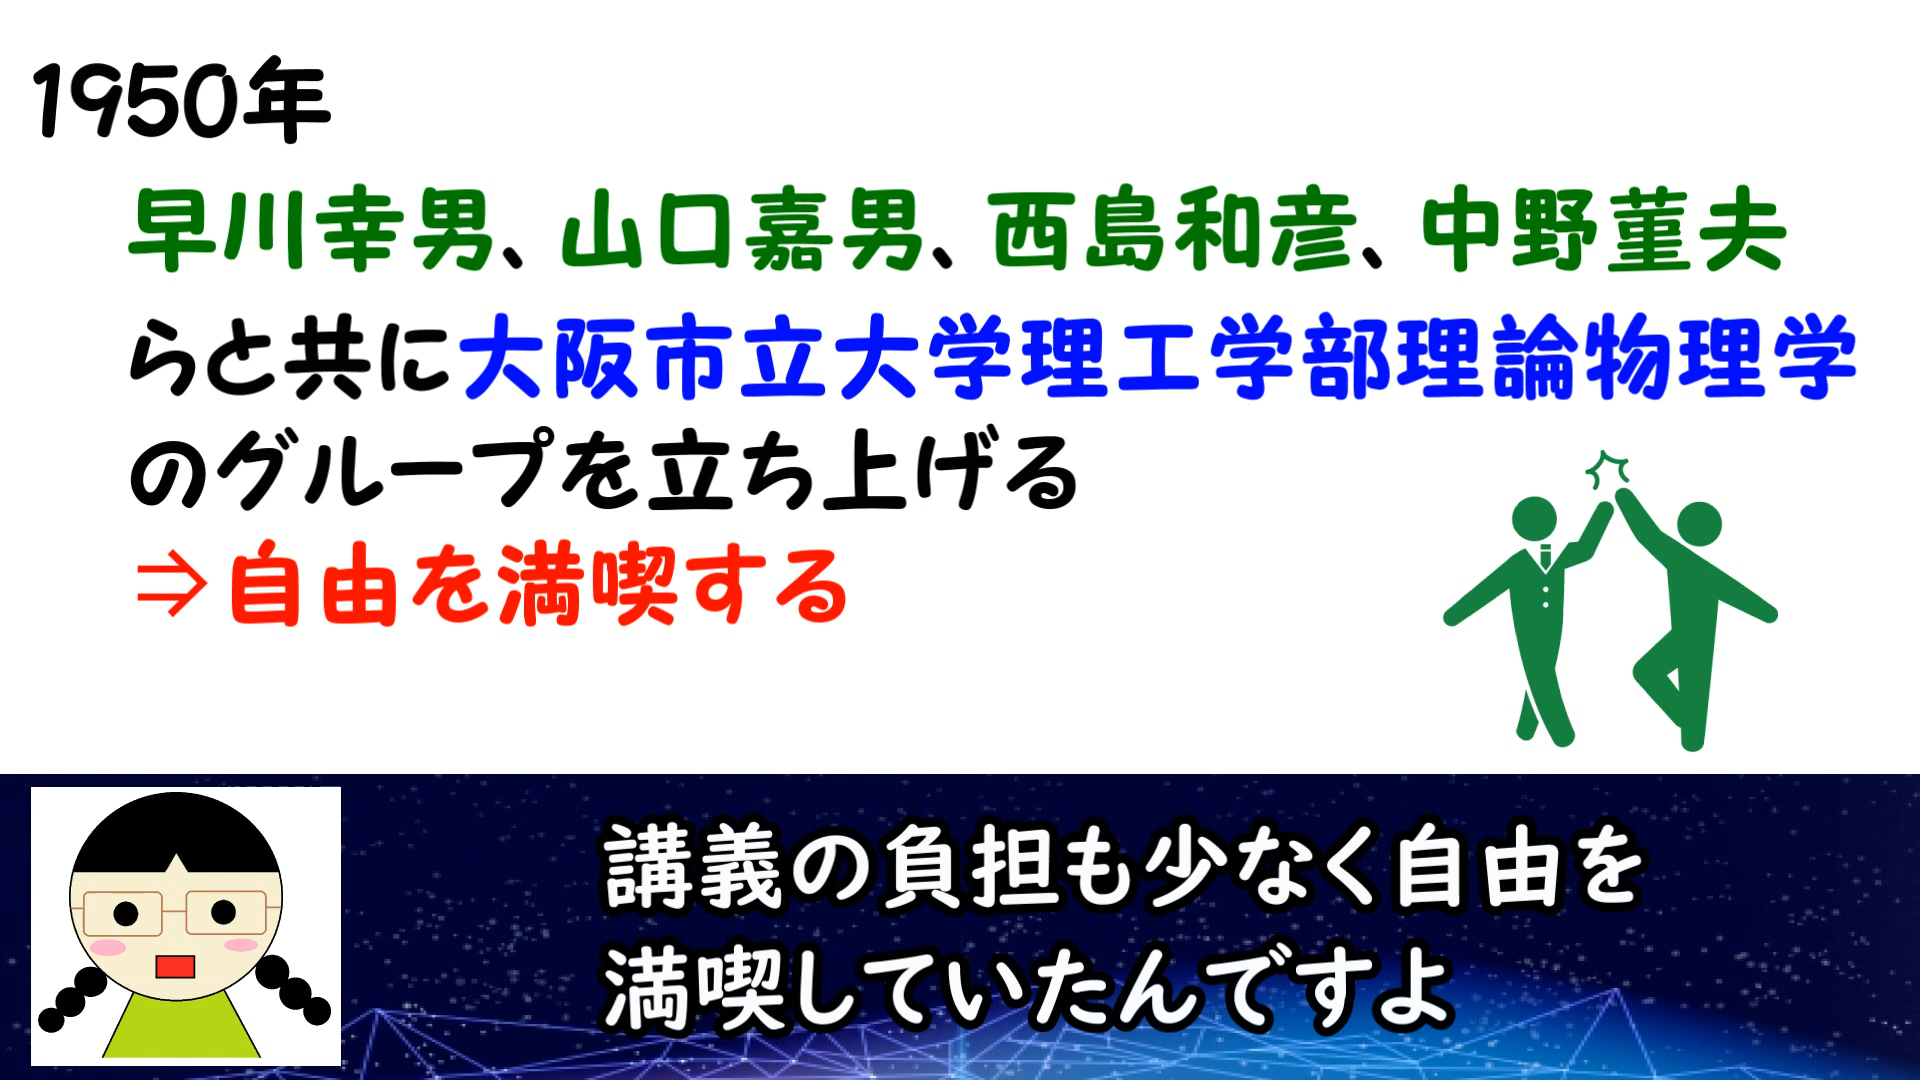 1950年
早川幸男、山口嘉男、西島和彦、中野董夫
らと共に大阪市立大学理工学部理論物理学
のグループを立ち上げる
⇒自由を満喫する
講義の負担も少なく自由を
満喫していたんですよ